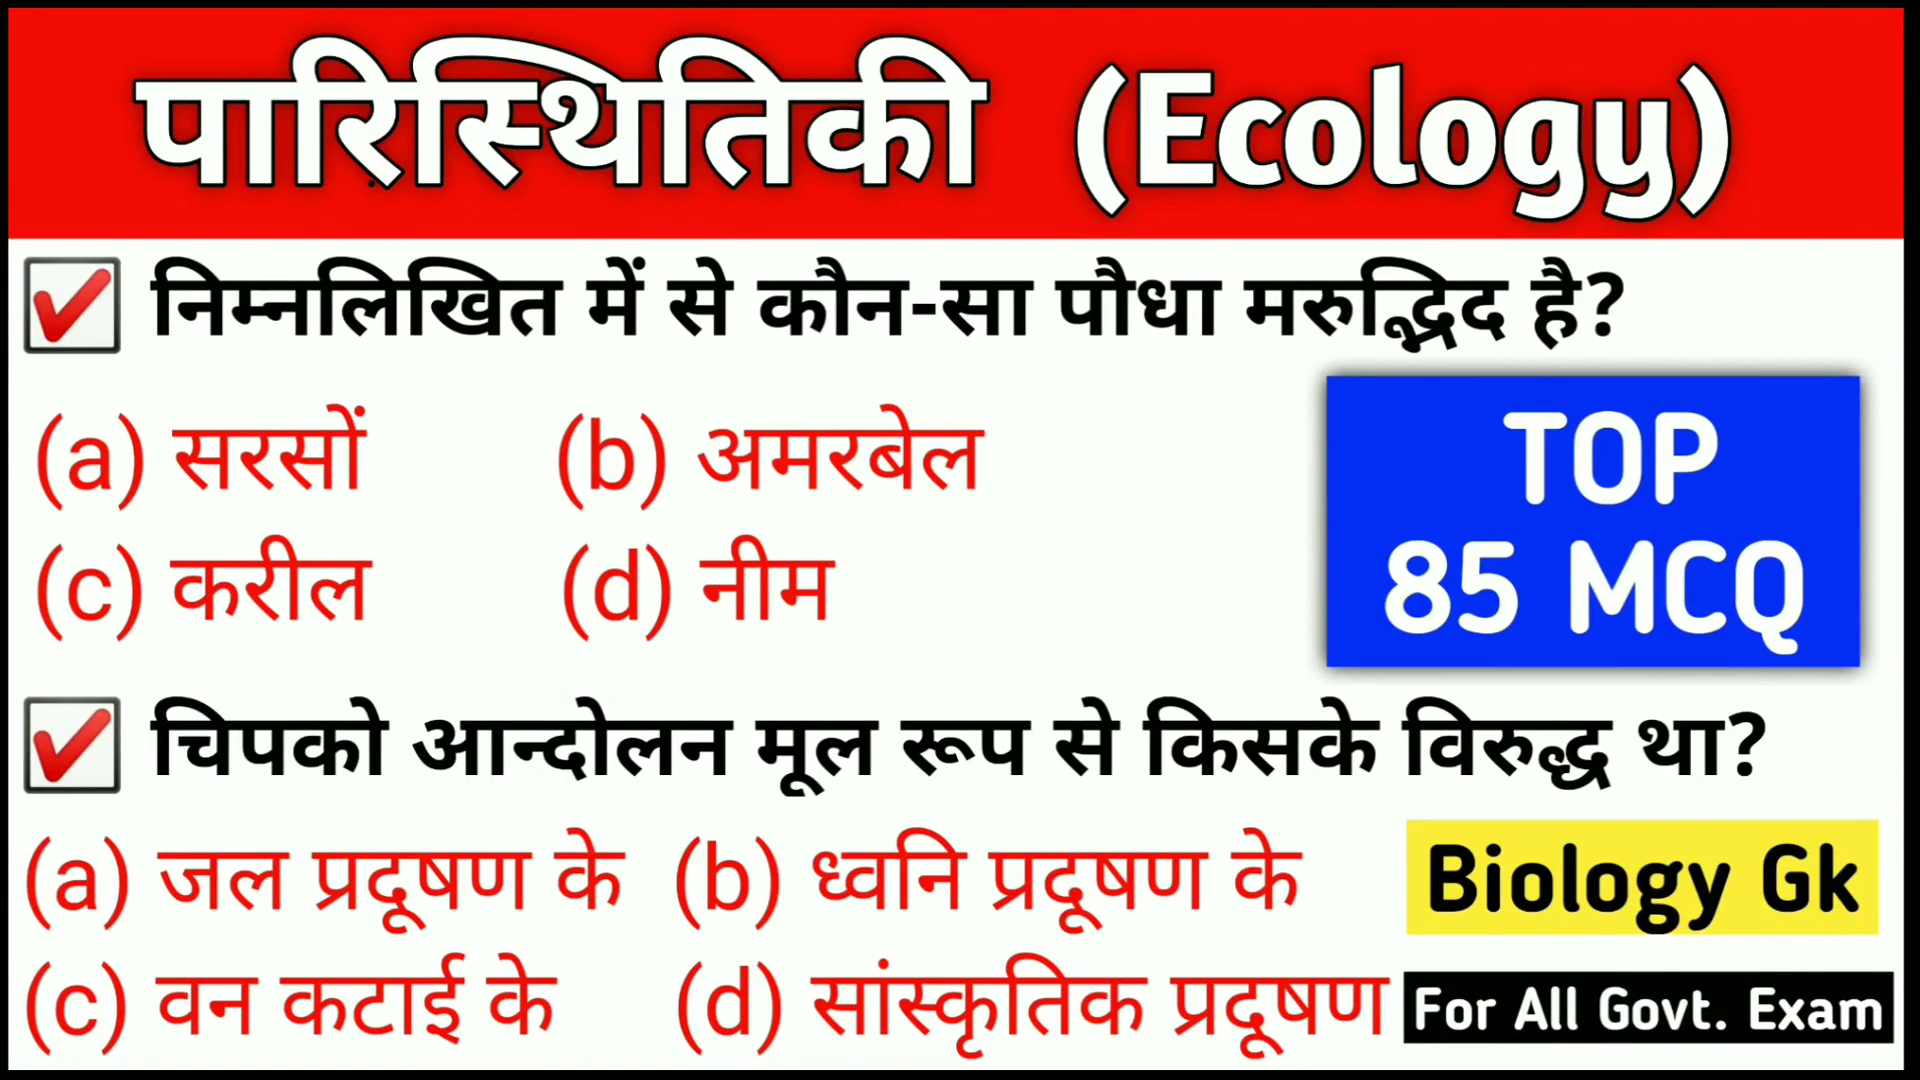 पारिस्थितिकी (Ecology)
निम्नलिखित में से कौन-सा पौधा मरुद्भिद है?
(a) सरसों (b) अमरबेल
(c) करील (d) नीम
TOP
85 MCQ
चिपको आन्दोलन मूल रूप से किसके विरुद्ध था?
(a) जल प्रदूषण के (b) ध्वनि प्रदूषण के
(c) वन कटाई के (d) सांस्कृतिक प्रदूषण
Biology Gk
For All Govt. Exam